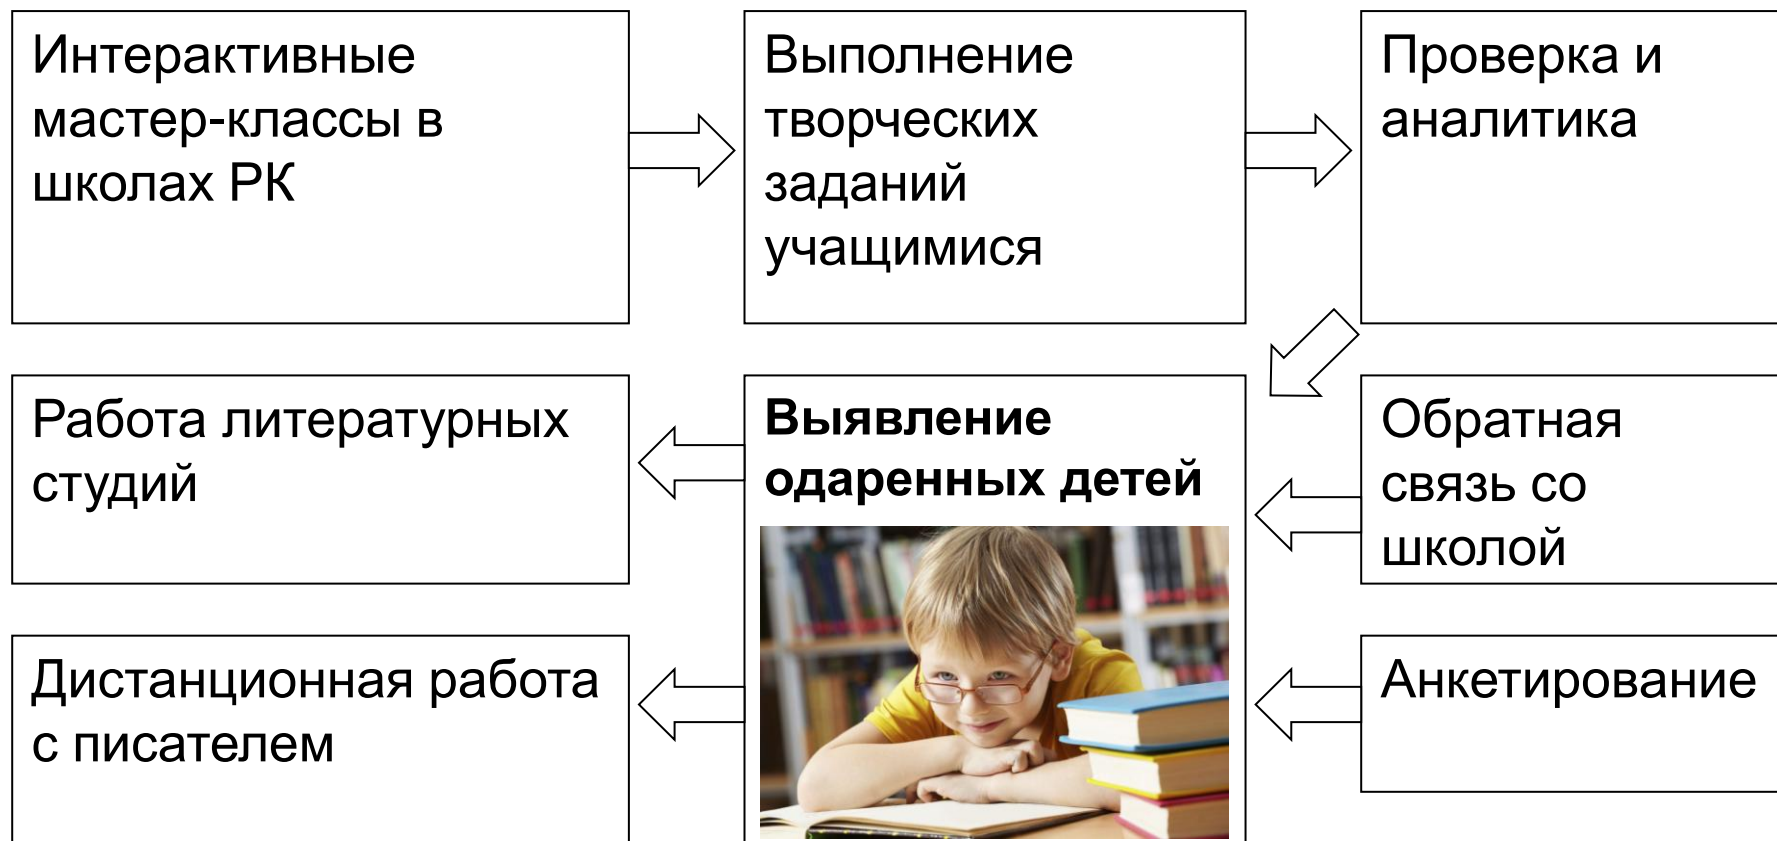 Интерактивные
мастер-классы в
школах РК
Выполнение
творческих
заданий
учащимися
Проверка и
аналитика
Работа литературных
студий
Выявление
одаренных детей
Обратная
связь со
школой
Дистанционная работа
с писателем
Анкетирование